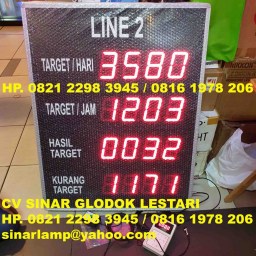 LINE 2
TARGET / HARI 3580
HP. 0821 2298 3945 / 0816 1978 206
TARGET / JAM 1203
HASIL TARGET 0032
KURANG TARGET 1171
CV SINAR GLODOK LESTARI
HP. 0821 2298 3945 / 0816 1978 206
sinarlamp@yahoo.com